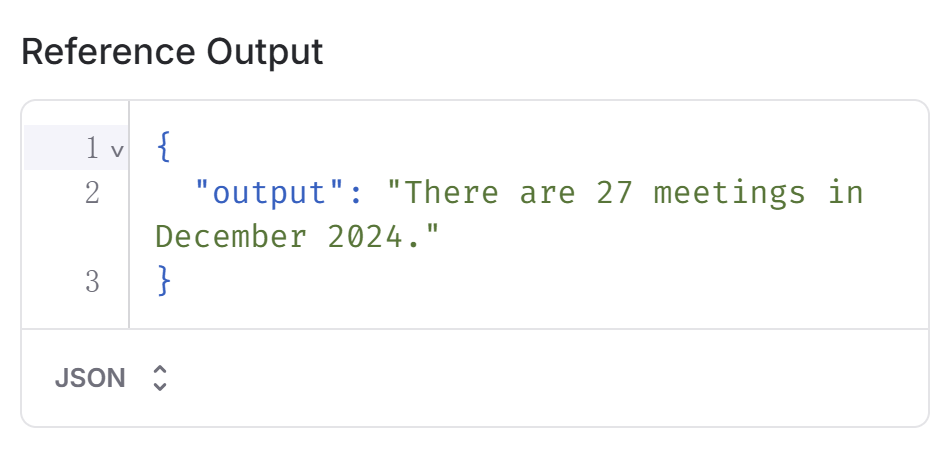 Reference Output
1 {
2 "output": "There are 27 meetings in
December 2024."
3 }
JSON